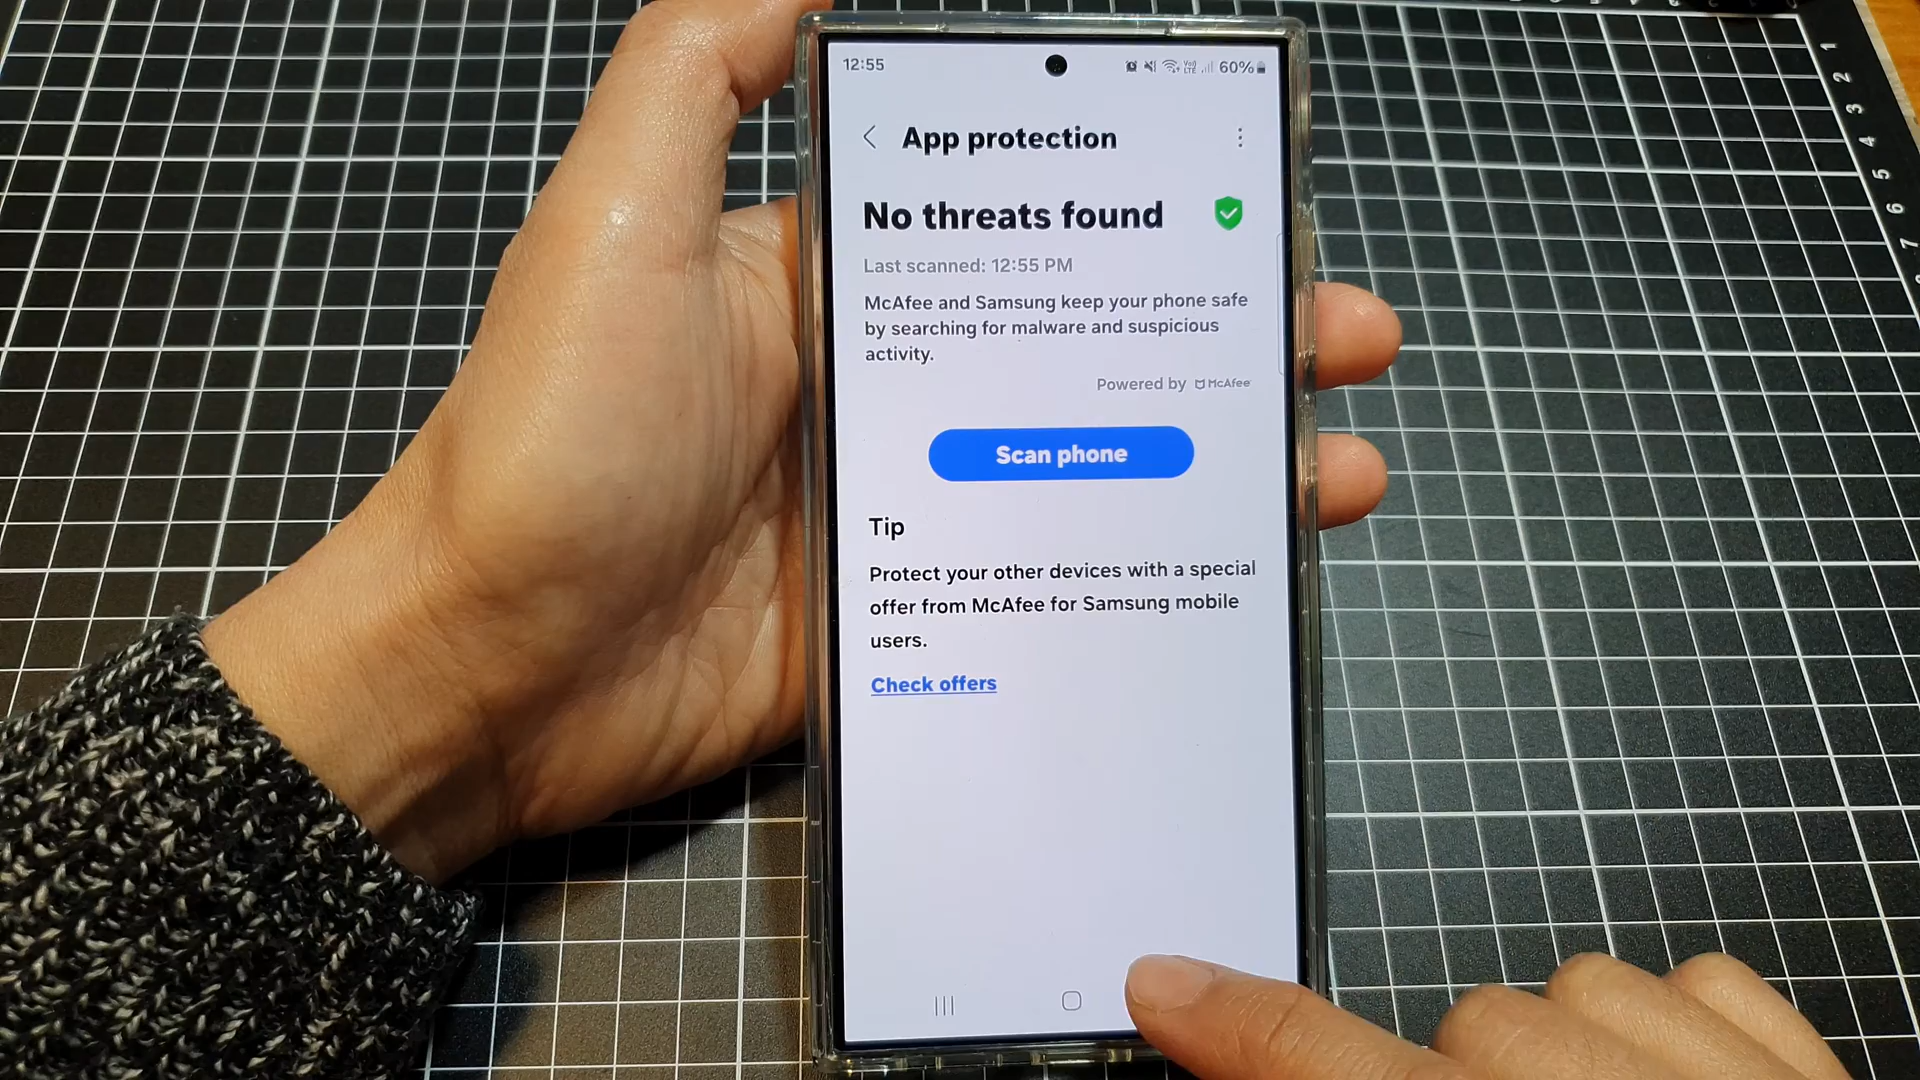 12:55
Vo)) LTE 60%
App protection
No threats found
Last scanned: 12:55 PM
McAfee and Samsung keep your phone safe
by searching for malware and suspicious
activity.
Powered by McAfee
Scan phone
Tip
Protect your other devices with a special
offer from McAfee for Samsung mobile
users.
Check offers
1
2
3
4
5
6
7